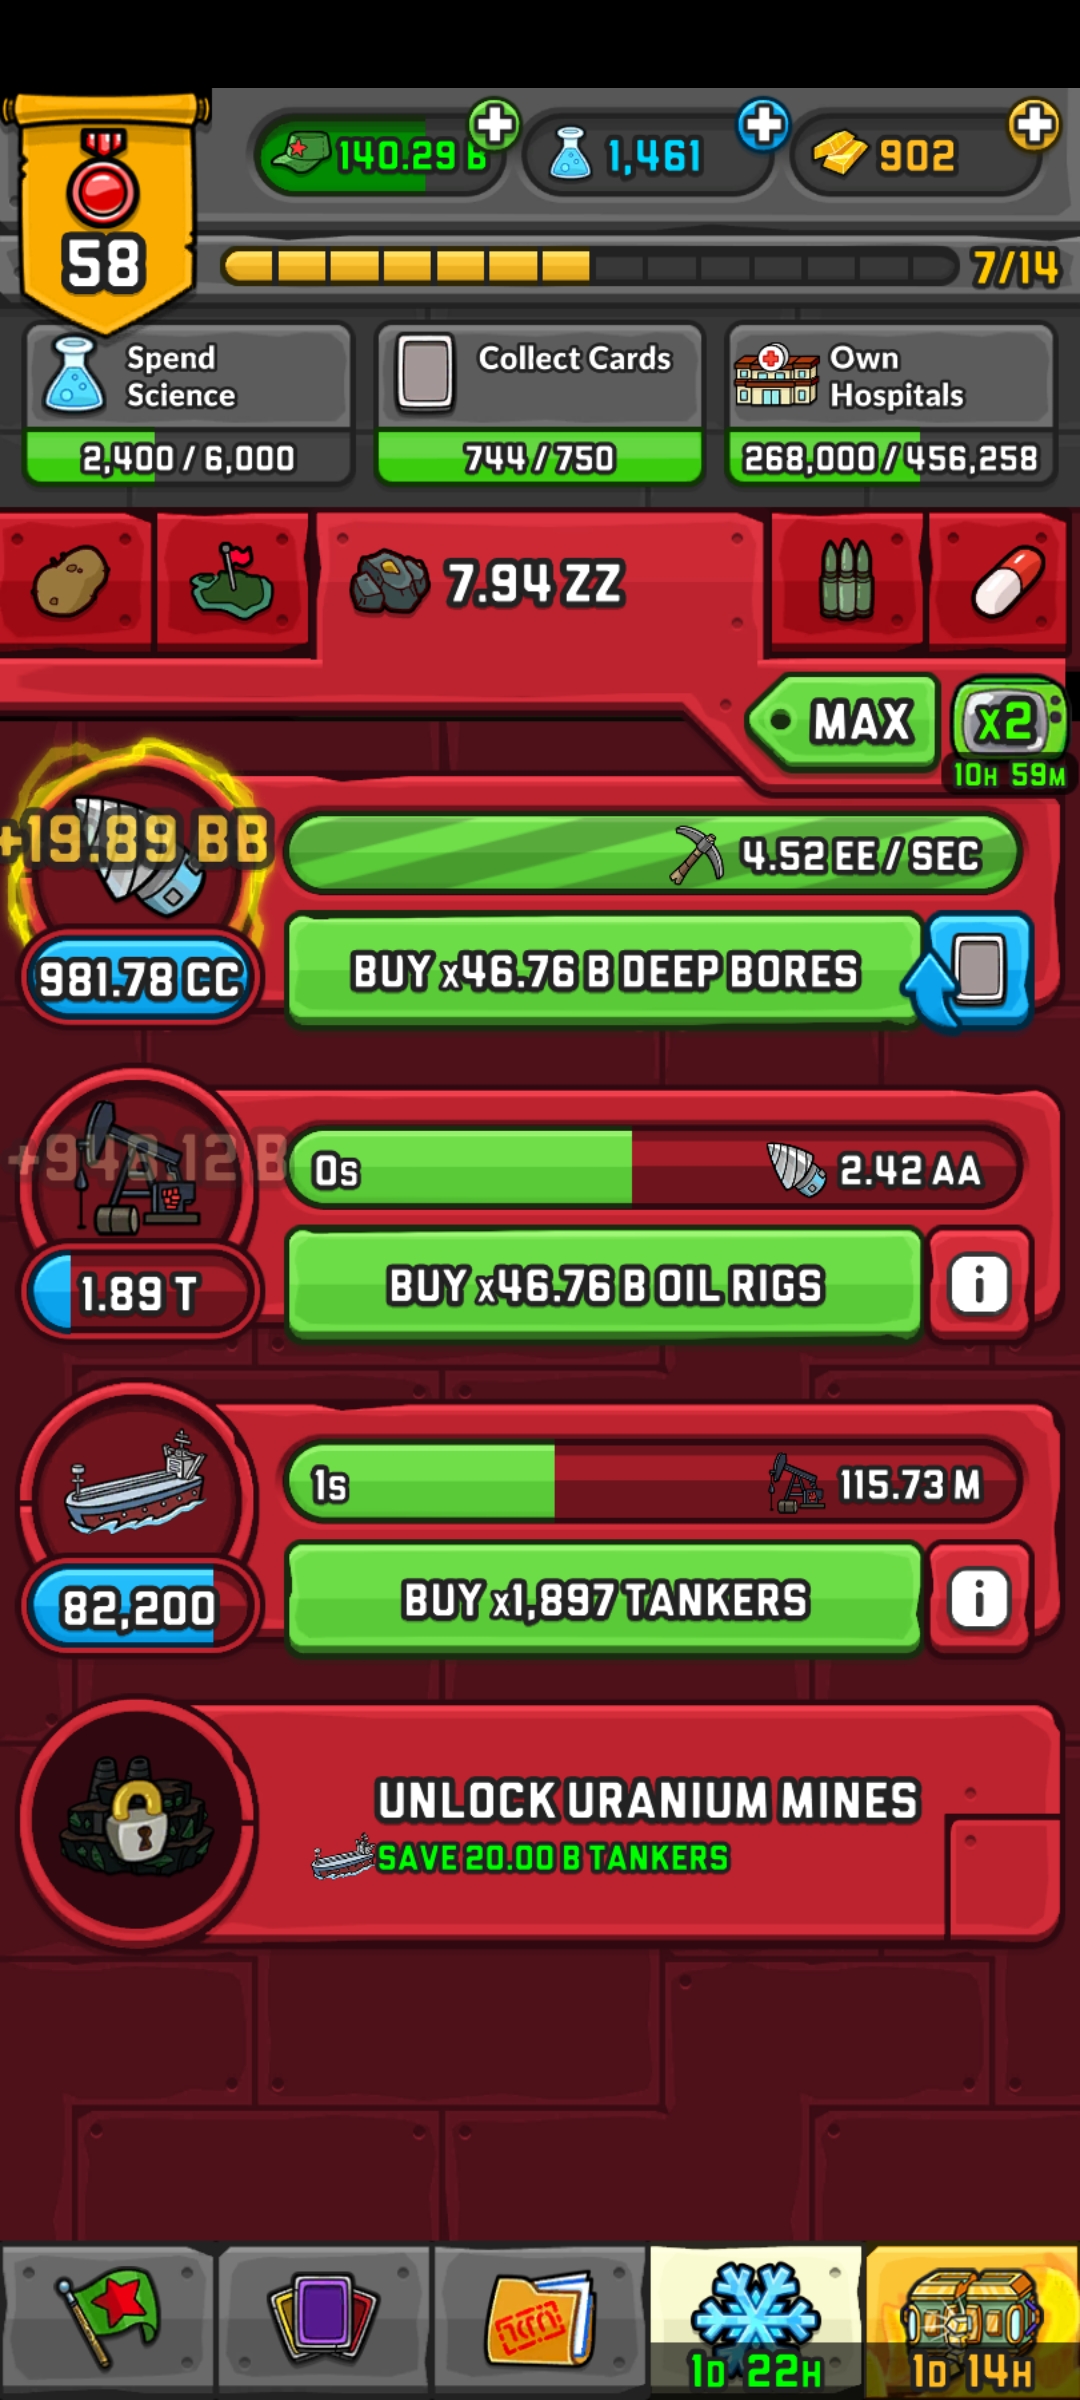 140.29 B
1,461
902
58
7/14
Spend
Science
2,400 / 6,000
Collect Cards
744 / 750
Own
Hospitals
268,000 / 456,258
7.94 ZZ
MAX
x2
10H 59M
+19.89 BB
4.52 EE / SEC
981.78 CC
BUY x46.76 B DEEP BORES
+948.12 B
0s
2.42 AA
1.89 T
BUY x46.76 B OIL RIGS
i
1s
115.73 M
82,200
BUY x1,897 TANKERS
i
UNLOCK URANIUM MINES
SAVE 20.00 B TANKERS
1D 22H
1D 14H